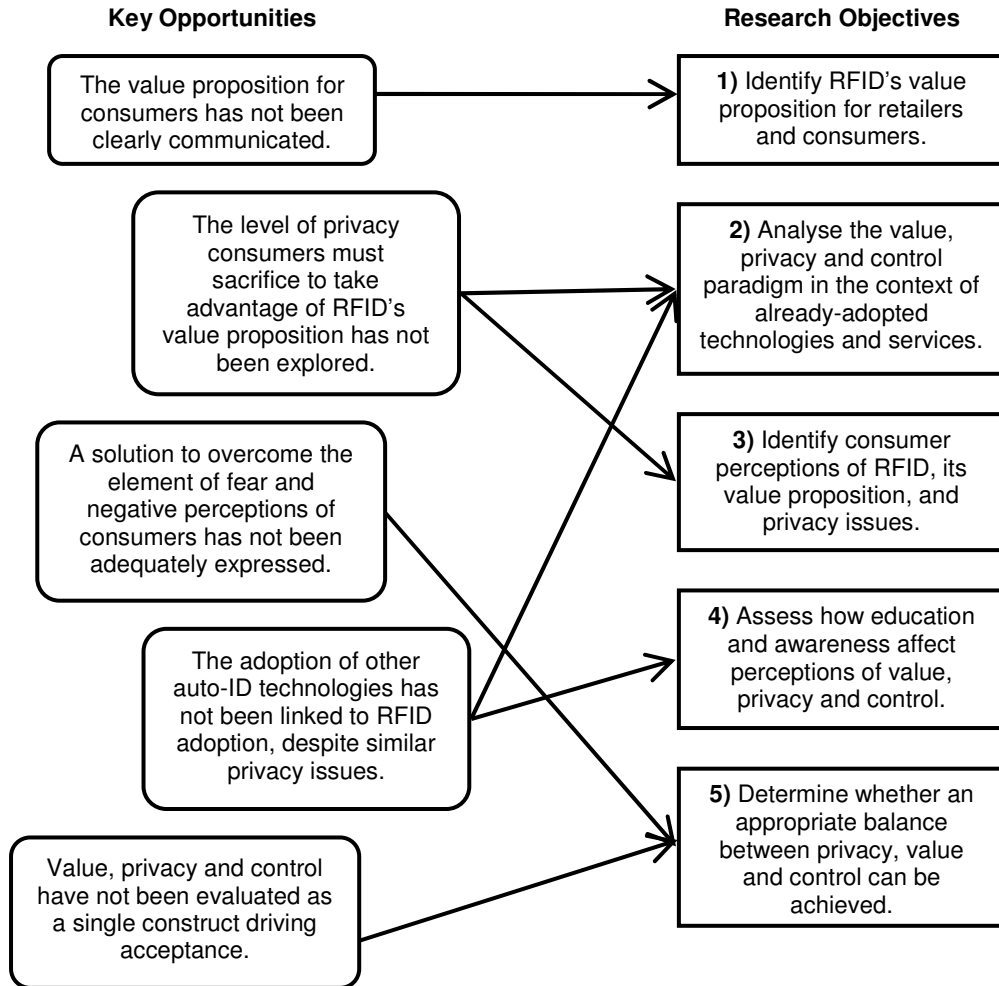 Key Opportunities
Research Objectives
The value proposition for
consumers has not been
clearly communicated.
1) Identify RFID's value
proposition for retailers
and consumers.
The level of privacy
consumers must
sacrifice to take
advantage of RFID's
value proposition has not
been explored.
2) Analyse the value,
privacy and control
paradigm in the context of
already-adopted
technologies and services.
A solution to overcome the
element of fear and
negative perceptions of
consumers has not been
adequately expressed.
3) Identify consumer
perceptions of RFID, its
value proposition, and
privacy issues.
The adoption of other
auto-ID technologies has
not been linked to RFID
adoption, despite similar
privacy issues.
4) Assess how education
and awareness affect
perceptions of value,
privacy and control.
Value, privacy and control
have not been evaluated as
a single construct driving
acceptance.
5) Determine whether an
appropriate balance
between privacy, value
and control can be
achieved.